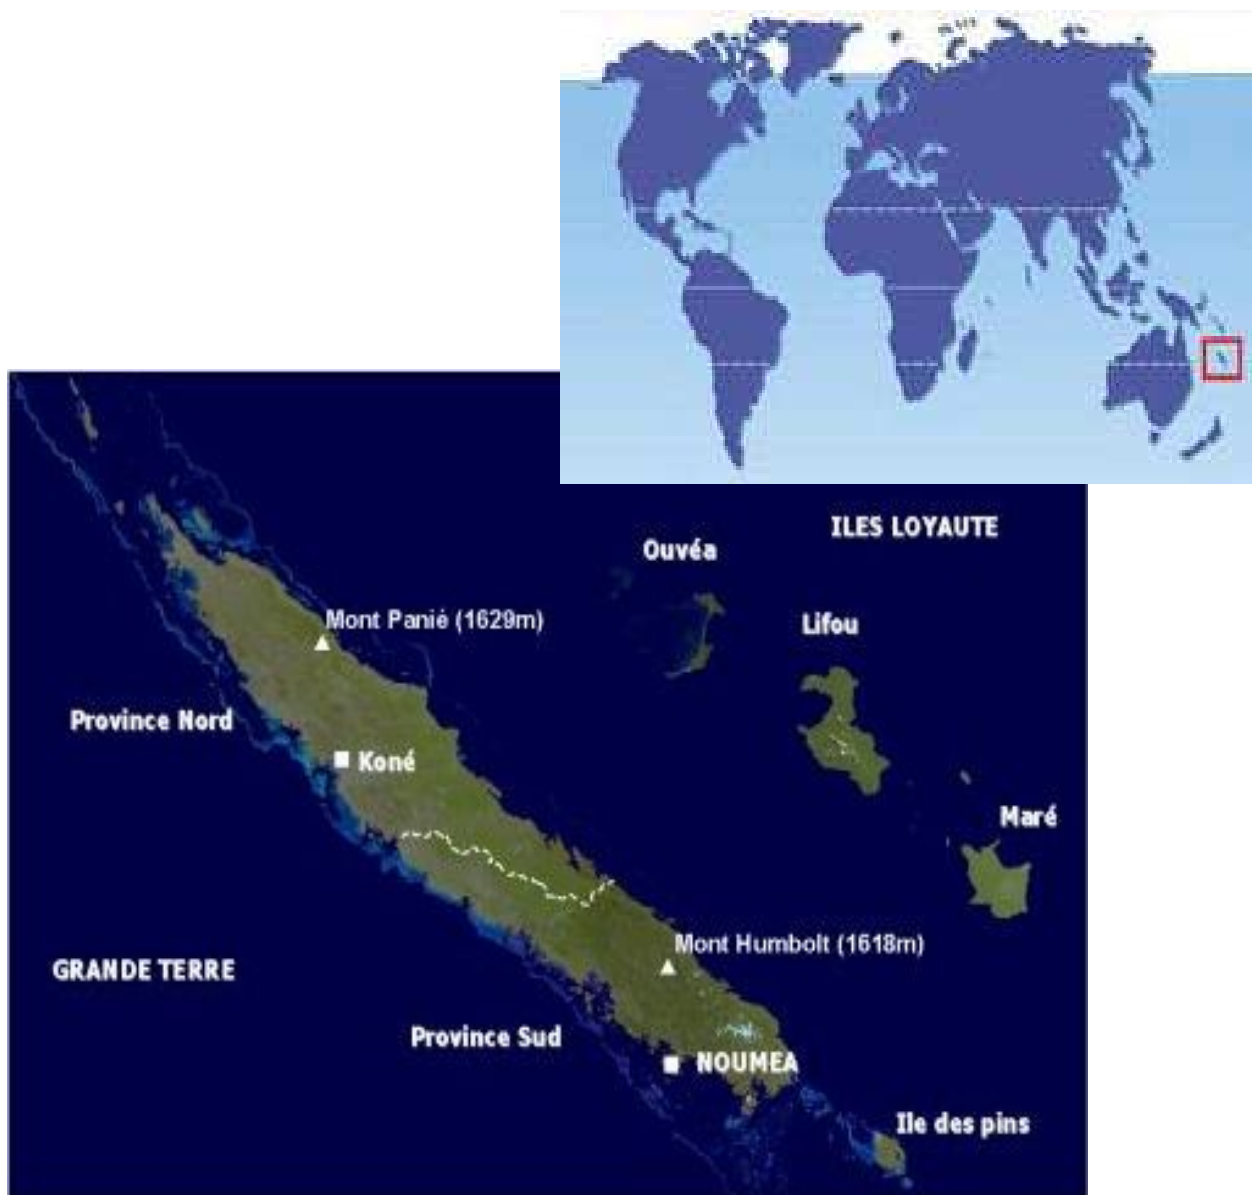 ILES LOYAUTE
Ouvéa
Mont Panié (1629m)
Lifou
Province Nord
Koné
Maré
Mont Humbolt (1618m)
GRANDE TERRE
Province Sud
NOUMEA
Ile des pins